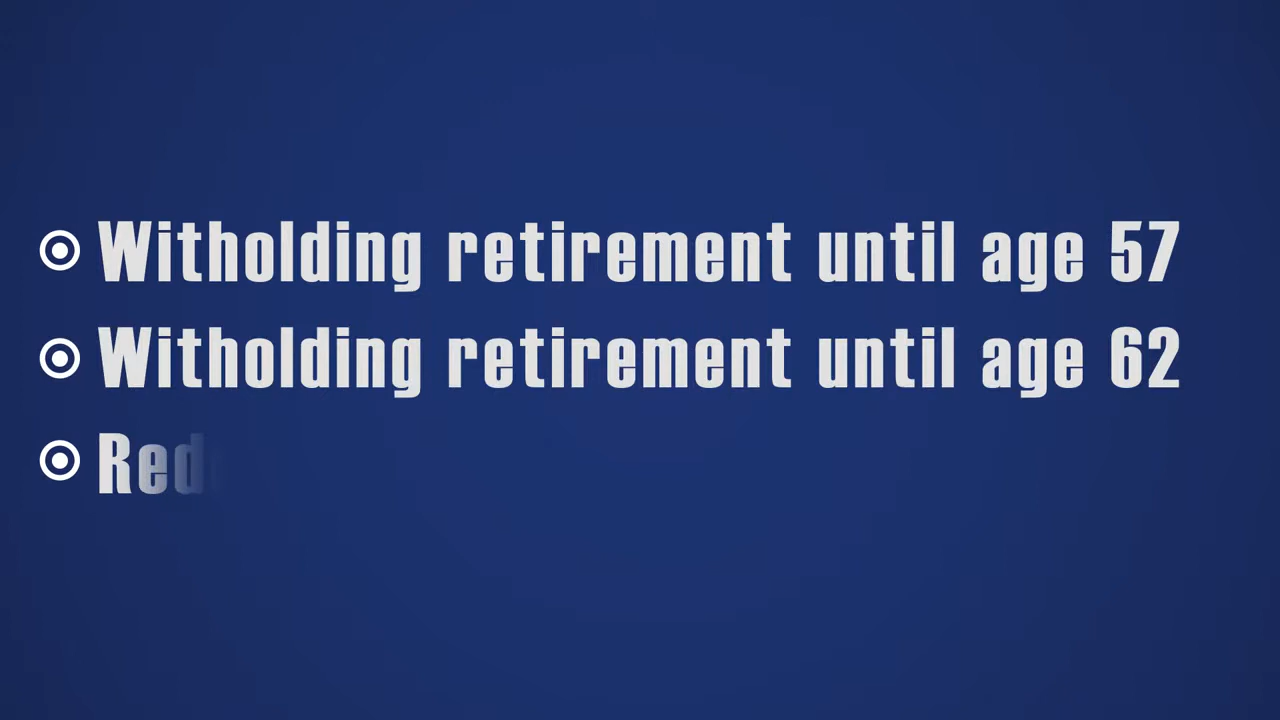 Witholding retirement until age 57
Witholding retirement until age 62